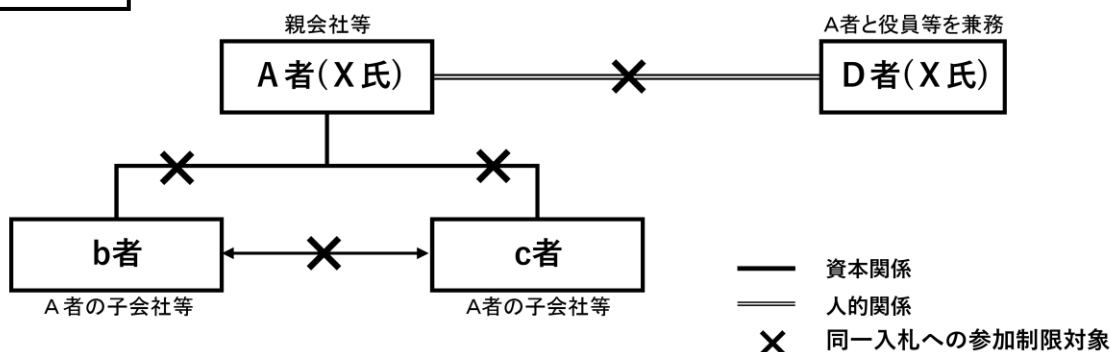 親会社等
A者と役員等を兼務
A者(X氏)
D者(X氏)
b者
c者
A者の子会社等
A者の子会社等
資本関係
人的関係
同一入札への参加制限対象